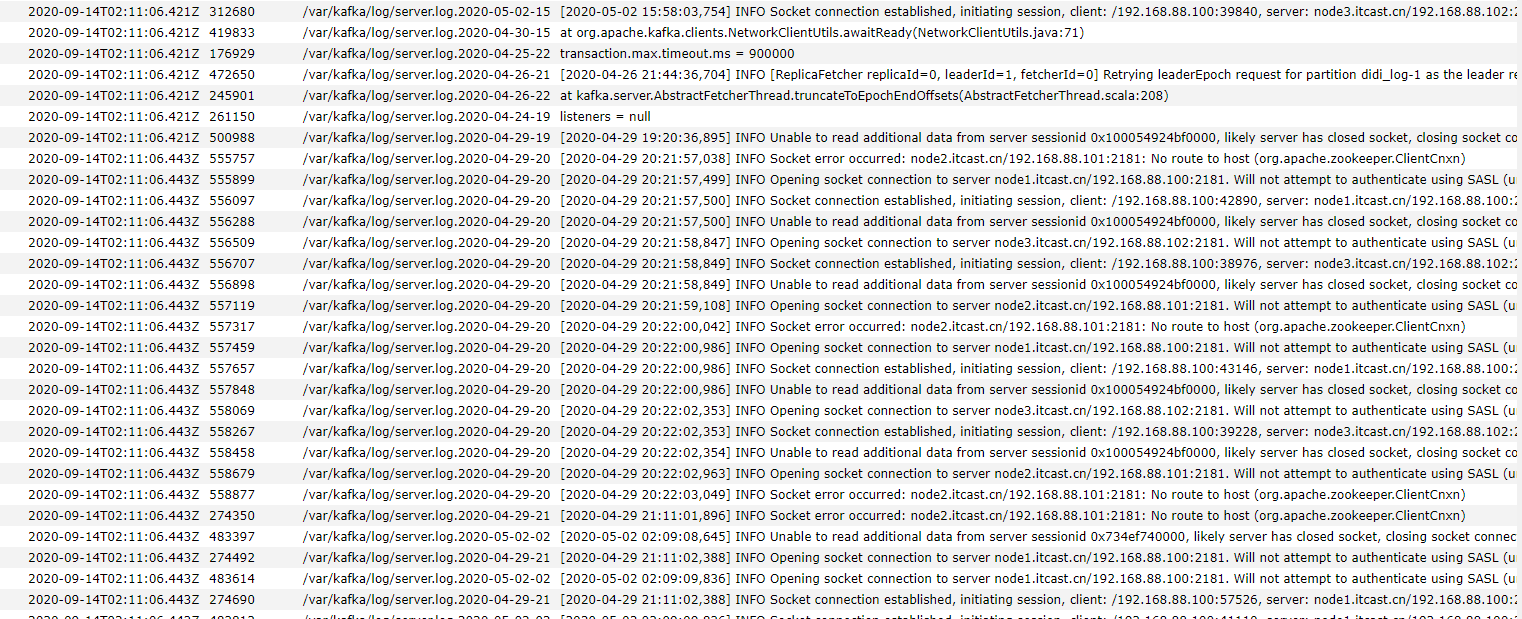 2020-09-14T02:11:06.421Z 312680 /var/kafka/log/server.log.2020-05-02-15 [2020-05-02 15:58:03,754] INFO Socket connection established, initiating session, client: /192.168.88.100:39840, server: node3.itcast.cn/192.168.88.102:2
2020-09-14T02:11:06.421Z 419833 /var/kafka/log/server.log.2020-04-30-15 at org.apache.kafka.clients.NetworkClientUtils.awaitReady(NetworkClientUtils.java:71)
2020-09-14T02:11:06.421Z 176929 /var/kafka/log/server.log.2020-04-25-22 transaction.max.timeout.ms = 900000
2020-09-14T02:11:06.421Z 472650 /var/kafka/log/server.log.2020-04-26-21 [2020-04-26 21:44:36,704] INFO [ReplicaFetcher replicaId=0, leaderId=1, fetcherId=0] Retrying leaderEpoch request for partition didi_log-1 as the leader re
2020-09-14T02:11:06.421Z 245901 /var/kafka/log/server.log.2020-04-26-22 at kafka.server.AbstractFetcherThread.truncateToEpochEndOffsets(AbstractFetcherThread.scala:208)
2020-09-14T02:11:06.421Z 261150 /var/kafka/log/server.log.2020-04-24-19 listeners = null
2020-09-14T02:11:06.421Z 500988 /var/kafka/log/server.log.2020-04-29-19 [2020-04-29 19:20:36,895] INFO Unable to read additional data from server sessionid 0x100054924bf0000, likely server has closed socket, closing socket co
2020-09-14T02:11:06.443Z 555757 /var/kafka/log/server.log.2020-04-29-20 [2020-04-29 20:21:57,038] INFO Socket error occurred: node2.itcast.cn/192.168.88.101:2181: No route to host (org.apache.zookeeper.ClientCnxn)
2020-09-14T02:11:06.443Z 555899 /var/kafka/log/server.log.2020-04-29-20 [2020-04-29 20:21:57,499] INFO Opening socket connection to server node1.itcast.cn/192.168.88.100:2181. Will not attempt to authenticate using SASL (u
2020-09-14T02:11:06.443Z 556097 /var/kafka/log/server.log.2020-04-29-20 [2020-04-29 20:21:57,500] INFO Socket connection established, initiating session, client: /192.168.88.100:42890, server: node1.itcast.cn/192.168.88.100:2
2020-09-14T02:11:06.443Z 556288 /var/kafka/log/server.log.2020-04-29-20 [2020-04-29 20:21:57,500] INFO Unable to read additional data from server sessionid 0x100054924bf0000, likely server has closed socket, closing socket co
2020-09-14T02:11:06.443Z 556509 /var/kafka/log/server.log.2020-04-29-20 [2020-04-29 20:21:58,847] INFO Opening socket connection to server node3.itcast.cn/192.168.88.102:2181. Will not attempt to authenticate using SASL (u
2020-09-14T02:11:06.443Z 556707 /var/kafka/log/server.log.2020-04-29-20 [2020-04-29 20:21:58,849] INFO Socket connection established, initiating session, client: /192.168.88.100:38976, server: node3.itcast.cn/192.168.88.102:2
2020-09-14T02:11:06.443Z 556898 /var/kafka/log/server.log.2020-04-29-20 [2020-04-29 20:21:58,849] INFO Unable to read additional data from server sessionid 0x100054924bf0000, likely server has closed socket, closing socket co
2020-09-14T02:11:06.443Z 557119 /var/kafka/log/server.log.2020-04-29-20 [2020-04-29 20:21:59,108] INFO Opening socket connection to server node2.itcast.cn/192.168.88.101:2181. Will not attempt to authenticate using SASL (u
2020-09-14T02:11:06.443Z 557317 /var/kafka/log/server.log.2020-04-29-20 [2020-04-29 20:22:00,042] INFO Socket error occurred: node2.itcast.cn/192.168.88.101:2181: No route to host (org.apache.zookeeper.ClientCnxn)
2020-09-14T02:11:06.443Z 557459 /var/kafka/log/server.log.2020-04-29-20 [2020-04-29 20:22:00,986] INFO Opening socket connection to server node1.itcast.cn/192.168.88.100:2181. Will not attempt to authenticate using SASL (u
2020-09-14T02:11:06.443Z 557657 /var/kafka/log/server.log.2020-04-29-20 [2020-04-29 20:22:00,986] INFO Socket connection established, initiating session, client: /192.168.88.100:43146, server: node1.itcast.cn/192.168.88.100:2
2020-09-14T02:11:06.443Z 557848 /var/kafka/log/server.log.2020-04-29-20 [2020-04-29 20:22:00,986] INFO Unable to read additional data from server sessionid 0x100054924bf0000, likely server has closed socket, closing socket co
2020-09-14T02:11:06.443Z 558069 /var/kafka/log/server.log.2020-04-29-20 [2020-04-29 20:22:02,353] INFO Opening socket connection to server node3.itcast.cn/192.168.88.102:2181. Will not attempt to authenticate using SASL (u
2020-09-14T02:11:06.443Z 558267 /var/kafka/log/server.log.2020-04-29-20 [2020-04-29 20:22:02,353] INFO Socket connection established, initiating session, client: /192.168.88.100:39228, server: node3.itcast.cn/192.168.88.102:2
2020-09-14T02:11:06.443Z 558458 /var/kafka/log/server.log.2020-04-29-20 [2020-04-29 20:22:02,354] INFO Unable to read additional data from server sessionid 0x100054924bf0000, likely server has closed socket, closing socket co
2020-09-14T02:11:06.443Z 558679 /var/kafka/log/server.log.2020-04-29-20 [2020-04-29 20:22:02,963] INFO Opening socket connection to server node2.itcast.cn/192.168.88.101:2181. Will not attempt to authenticate using SASL (u
2020-09-14T02:11:06.443Z 558877 /var/kafka/log/server.log.2020-04-29-20 [2020-04-29 20:22:03,049] INFO Socket error occurred: node2.itcast.cn/192.168.88.101:2181: No route to host (org.apache.zookeeper.ClientCnxn)
2020-09-14T02:11:06.443Z 274350 /var/kafka/log/server.log.2020-04-29-21 [2020-04-29 21:11:01,896] INFO Socket error occurred: node2.itcast.cn/192.168.88.101:2181: No route to host (org.apache.zookeeper.ClientCnxn)
2020-09-14T02:11:06.443Z 483397 /var/kafka/log/server.log.2020-05-02-02 [2020-05-02 02:09:08,645] INFO Unable to read additional data from server sessionid 0x734ef740000, likely server has closed socket, closing socket connec
2020-09-14T02:11:06.443Z 274492 /var/kafka/log/server.log.2020-04-29-21 [2020-04-29 21:11:02,388] INFO Opening socket connection to server node1.itcast.cn/192.168.88.100:2181. Will not attempt to authenticate using SASL (u
2020-09-14T02:11:06.443Z 483614 /var/kafka/log/server.log.2020-05-02-02 [2020-05-02 02:09:09,836] INFO Opening socket connection to server node1.itcast.cn/192.168.88.100:2181. Will not attempt to authenticate using SASL (u
2020-09-14T02:11:06.443Z 274690 /var/kafka/log/server.log.2020-04-29-21 [2020-04-29 21:11:02,388] INFO Socket connection established, initiating session, client: /192.168.88.100:57526, server: node1.itcast.cn/192.168.88.100:2